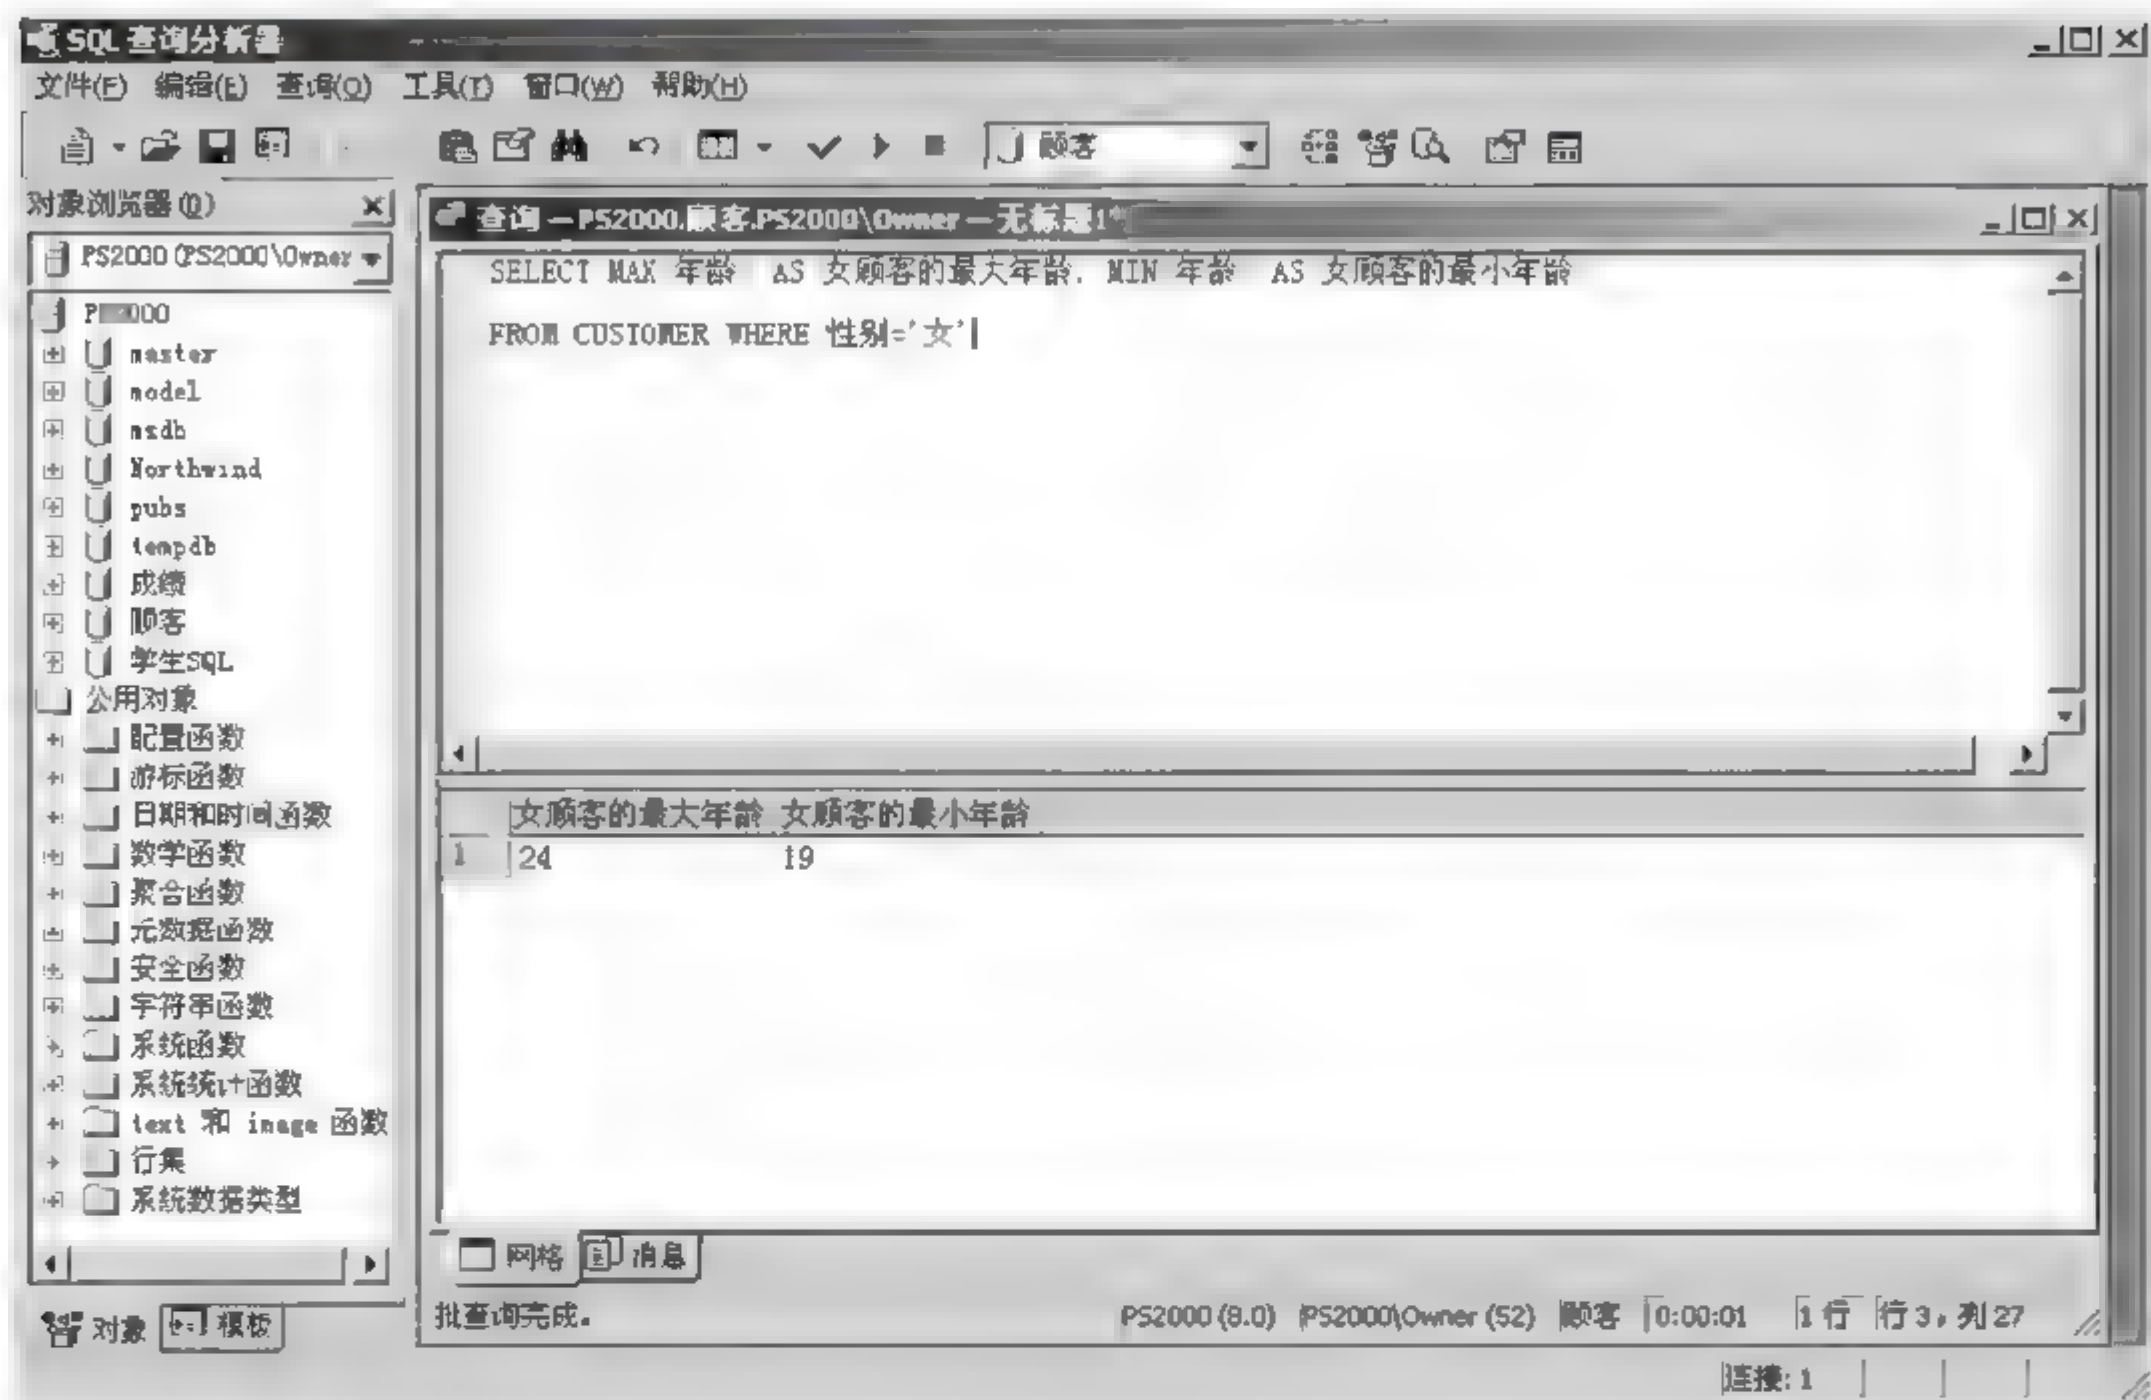 SQL 查询分析器
文件(F) 编辑(E) 查询(Q) 工具(T) 窗口(W) 帮助(H)
顾客
对象浏览器(O)
PS2000 (PS2000\Owner
master
model
msdb
Northwind
pubs
tempdb
成绩
顾客
学生SQL
公用对象
配置函数
游标函数
日期和时间函数
数学函数
聚合函数
元数据函数
安全函数
字符串函数
系统函数
系统统计函数
text 和 image 函数
行集
系统数据类型
对象 模板
查询 — PS2000.顾客.PS2000\Owner — 无标题1*
SELECT MAX 年龄 AS 女顾客的最大年龄, MIN 年龄 AS 女顾客的最小年龄
FROM CUSTOMER WHERE 性别='女'
女顾客的最大年龄 女顾客的最小年龄
1 24 19
网格 消息
批查询完成。 PS2000 (8.0) PS2000\Owner (52) 顾客 0:00:01 1 行 行 3, 列 27
连接: 1